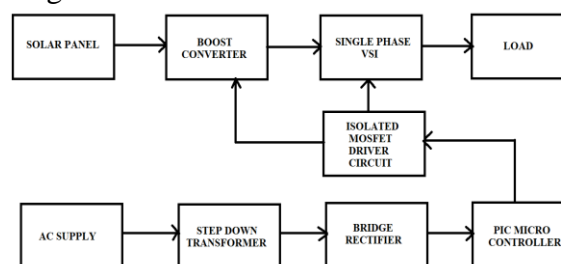 SOLAR PANEL
BOOST
CONVERTER
SINGLE PHASE
VSI
LOAD
ISOLATED
MOSFET
DRIVER
CIRCUIT
AC SUPPLY
STEP DOWN
TRANSFORMER
BRIDGE
RECTIFIER
PIC MICRO
CONTROLLER